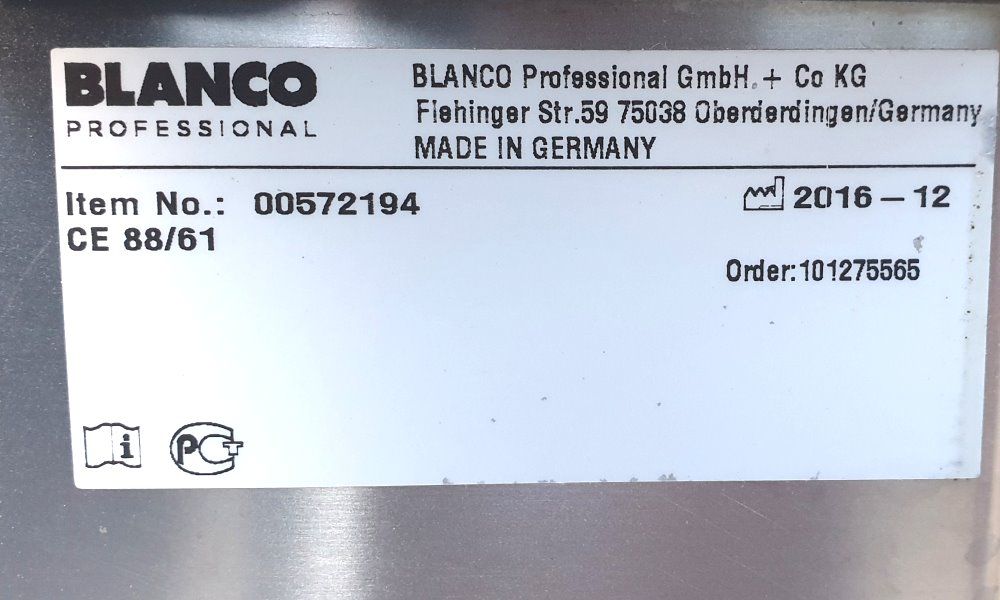 BLANCO
PROFESSIONAL
BLANCO Professional GmbH.+ Co KG
Flehinger Str.59 75038 Oberderdingen/Germany
MADE IN GERMANY
Item No.: 00572194
CE 88/61
2016-12
Order:101275565
i
PCT